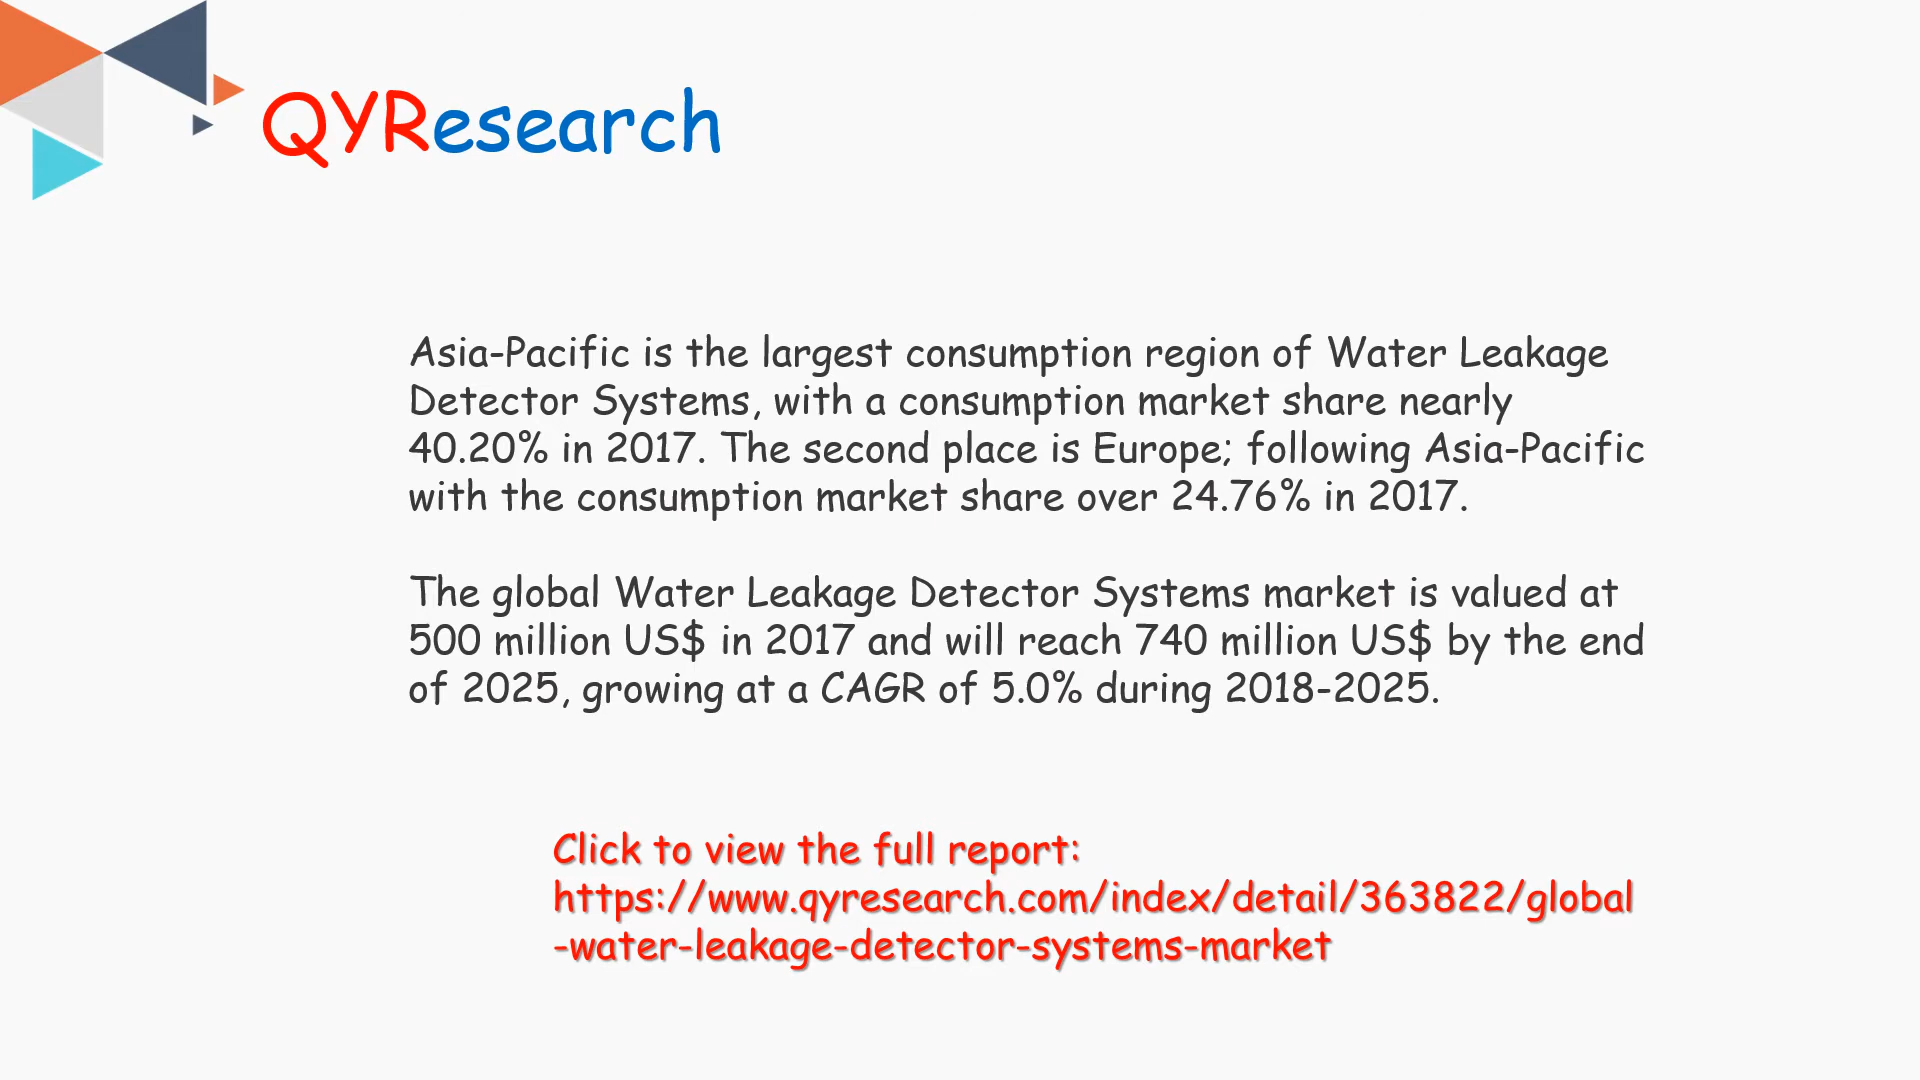 QYResearch
Asia-Pacific is the largest consumption region of Water Leakage
Detector Systems, with a consumption market share nearly
40.20% in 2017. The second place is Europe; following Asia-Pacific
with the consumption market share over 24.76% in 2017.
The global Water Leakage Detector Systems market is valued at
500 million US$ in 2017 and will reach 740 million US$ by the end
of 2025, growing at a CAGR of 5.0% during 2018-2025.
Click to view the full report:
https://www.qyresearch.com/index/detail/363822/global
-water-leakage-detector-systems-market